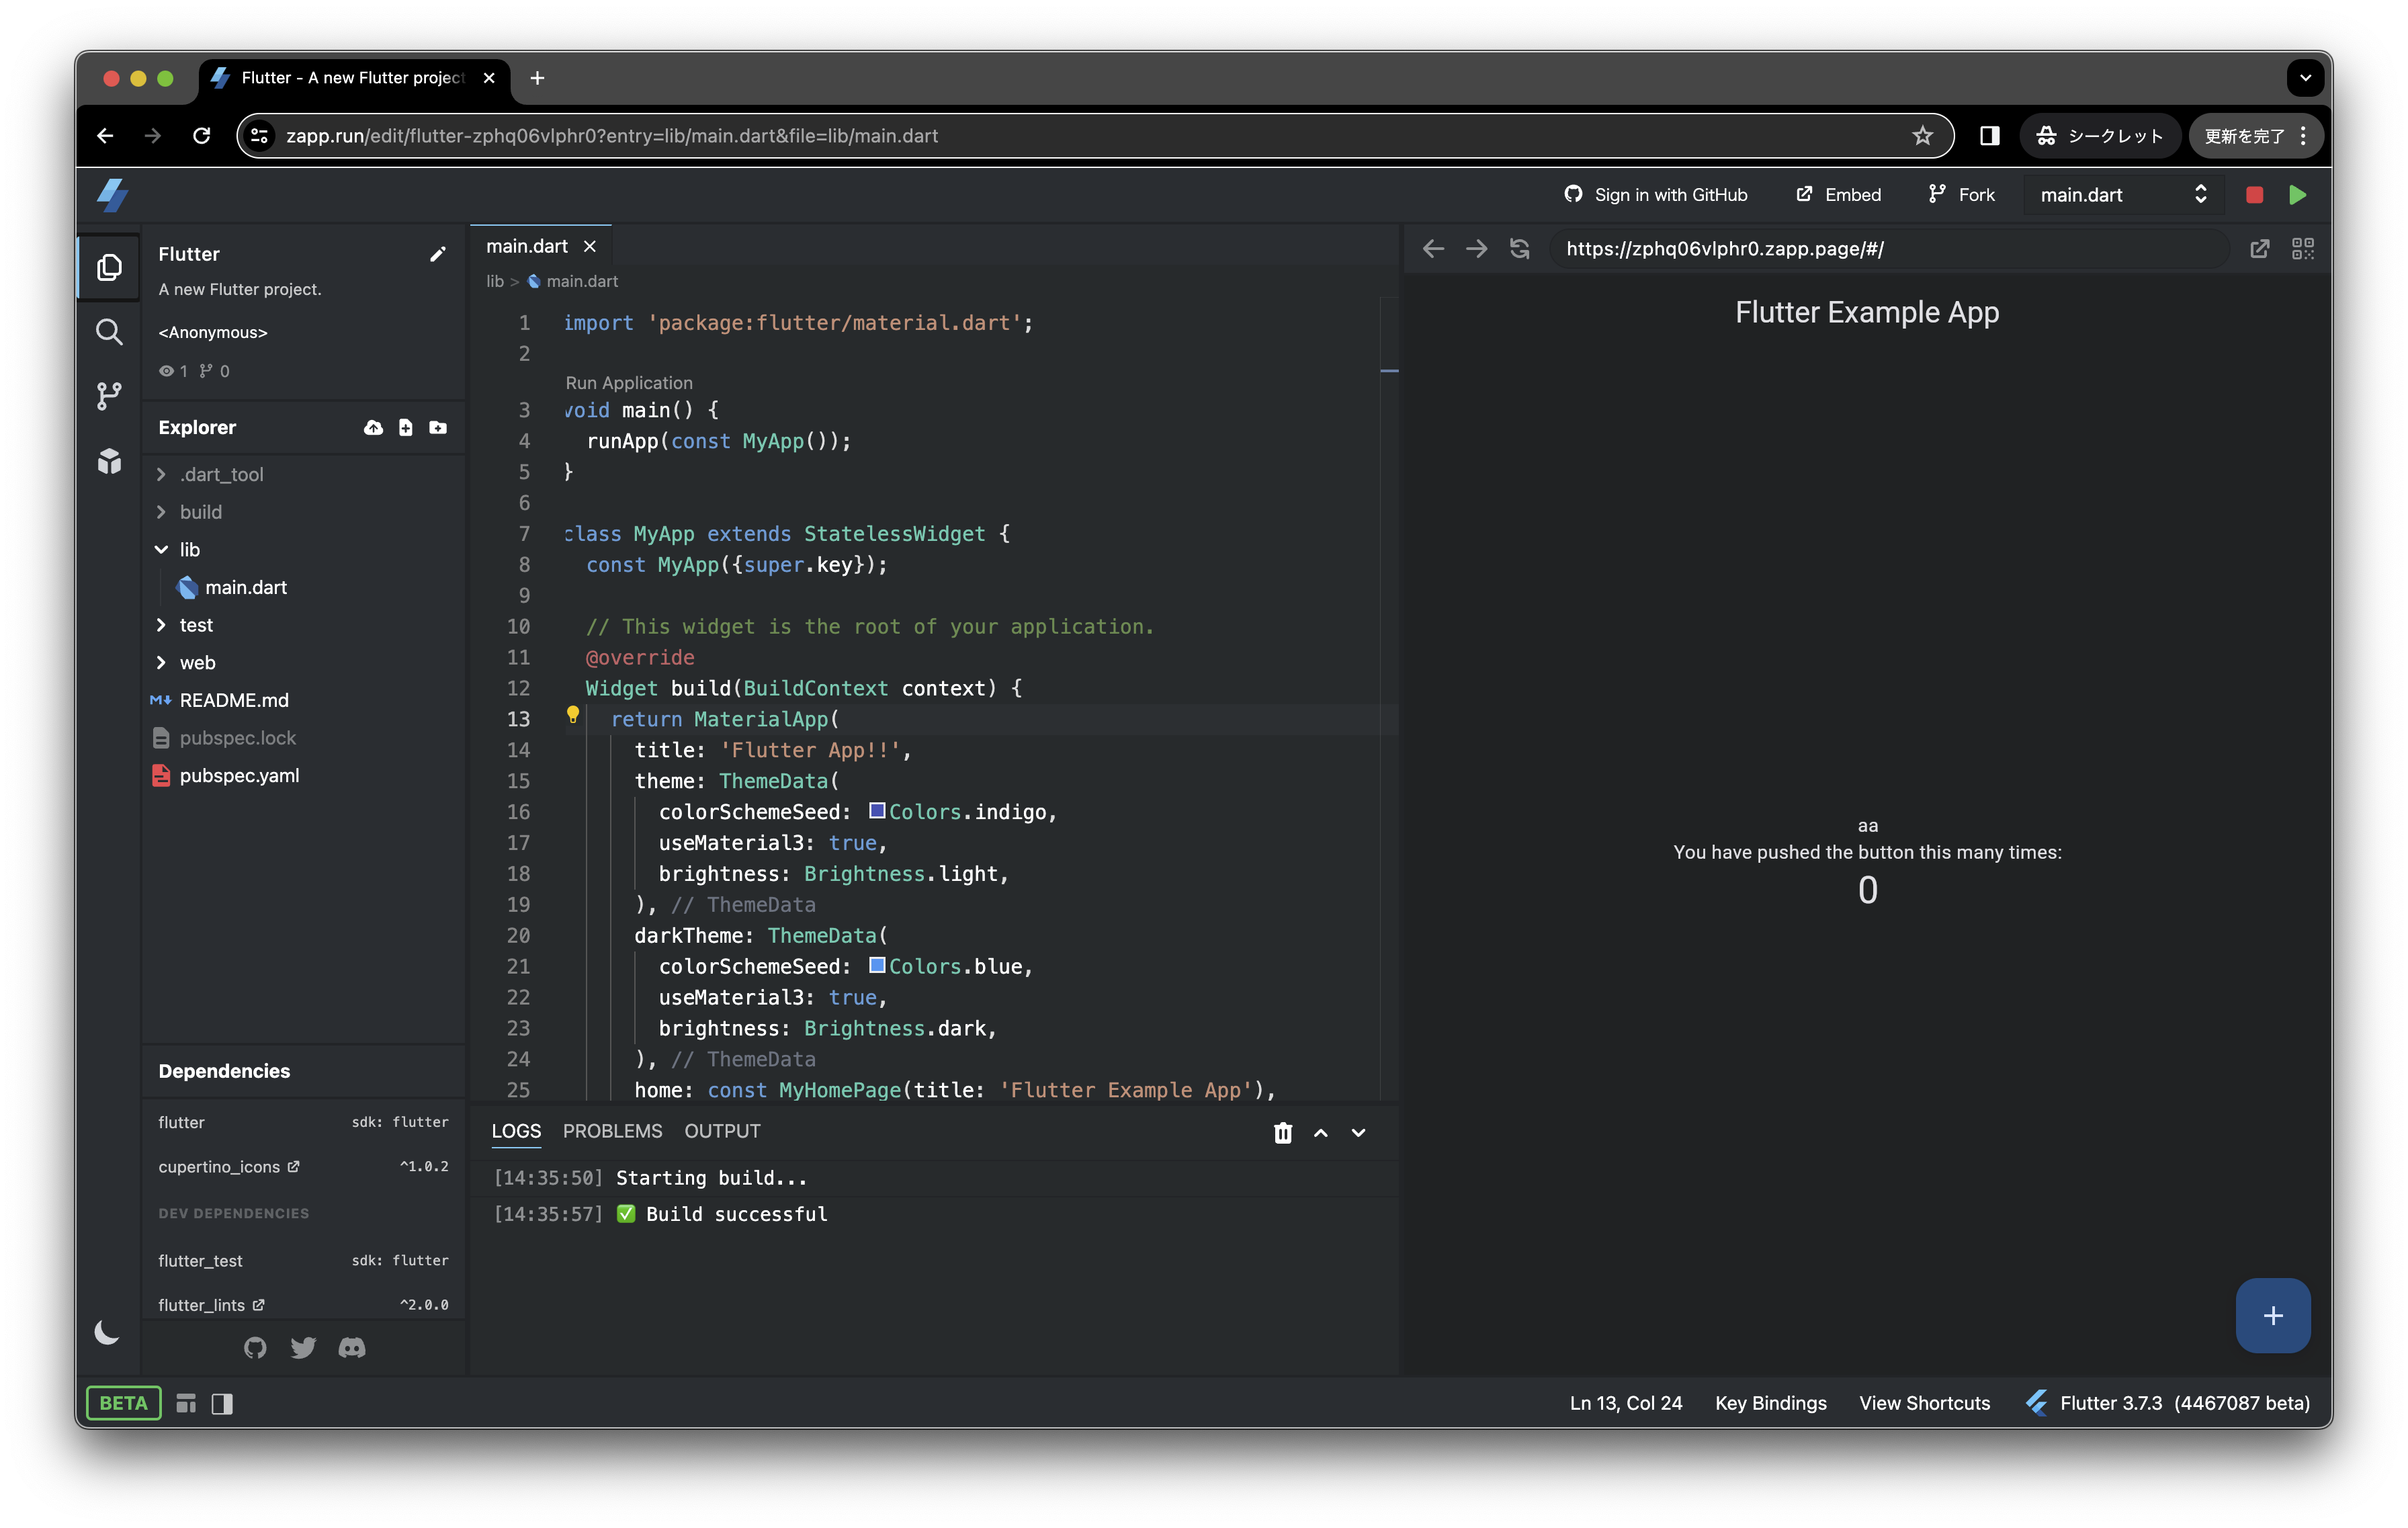 Flutter - A new Flutter project
zapp.run/edit/flutter-zphq06vlphr0?entry=lib/main.dart&file=lib/main.dart
シークレット
更新を完了
Sign in with GitHub
Embed
Fork
main.dart
Flutter
A new Flutter project.
<Anonymous>
1 0
Explorer
.dart_tool
build
lib
main.dart
test
web
README.md
pubspec.lock
pubspec.yaml
Dependencies
flutter sdk: flutter
cupertino_icons ^1.0.2
DEV DEPENDENCIES
flutter_test sdk: flutter
flutter_lints ^2.0.0
main.dart
lib > main.dart
1 import 'package:flutter/material.dart';
2
Run Application
3 void main() {
4 runApp(const MyApp());
5 }
6
7 class MyApp extends StatelessWidget {
8 const MyApp({super.key});
9
10 // This widget is the root of your application.
11 @override
12 Widget build(BuildContext context) {
13 return MaterialApp(
14 title: 'Flutter App!!',
15 theme: ThemeData(
16 colorSchemeSeed: Colors.indigo,
17 useMaterial3: true,
18 brightness: Brightness.light,
19 ), // ThemeData
20 darkTheme: ThemeData(
21 colorSchemeSeed: Colors.blue,
22 useMaterial3: true,
23 brightness: Brightness.dark,
24 ), // ThemeData
25 home: const MyHomePage(title: 'Flutter Example App'),
LOGS PROBLEMS OUTPUT
[14:35:50] Starting build...
[14:35:57] ✅ Build successful
https://zphq06vlphr0.zapp.page/#/
Flutter Example App
aa
You have pushed the button this many times:
0
+
BETA
Ln 13, Col 24
Key Bindings
View Shortcuts
Flutter 3.7.3 (4467087 beta)